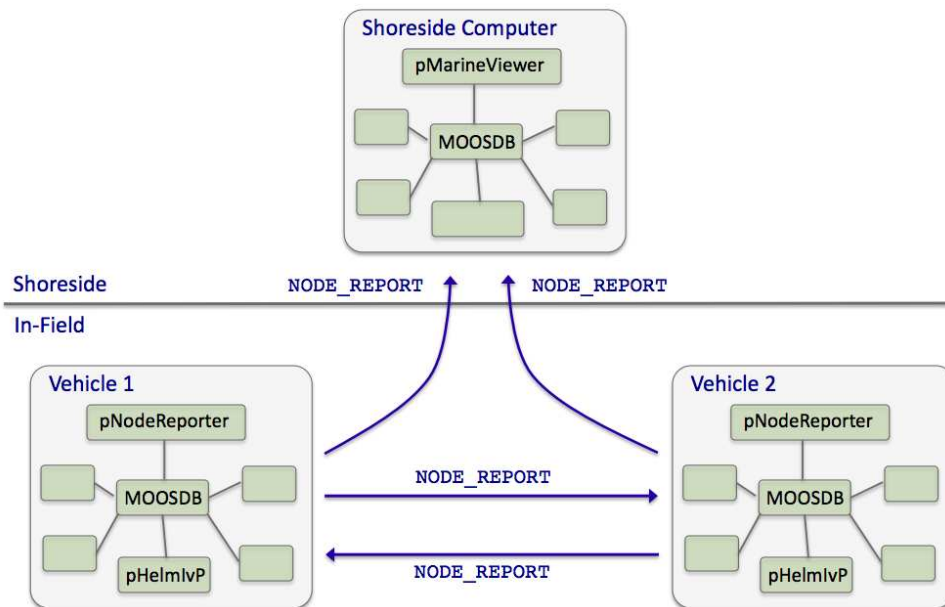 Shoreside Computer
pMarineViewer
MOOSDB
Shoreside
NODE_REPORT
NODE_REPORT
In-Field
Vehicle 1
pNodeReporter
MOOSDB
pHelmIvP
NODE_REPORT
NODE_REPORT
Vehicle 2
pNodeReporter
MOOSDB
pHelmIvP